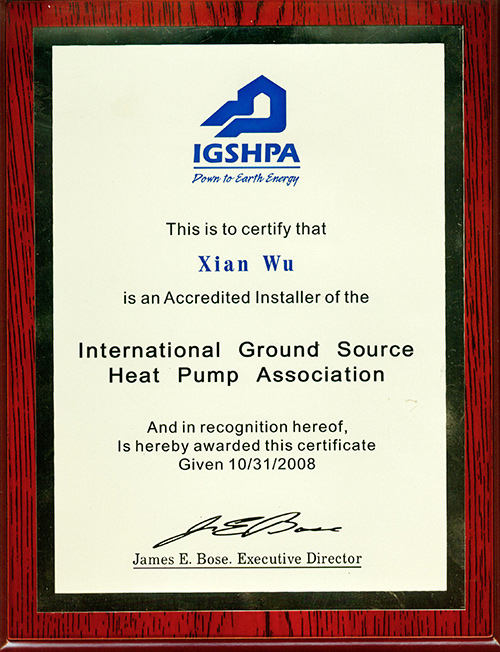 IGSHPA
Down to Earth Energy
This is to certify that
Xian Wu
is an Accredited Installer of the
International Ground Source
Heat Pump Association
And in recognition hereof,
Is hereby awarded this certificate
Given 10/31/2008
James E. Bose
James E. Bose. Executive Director